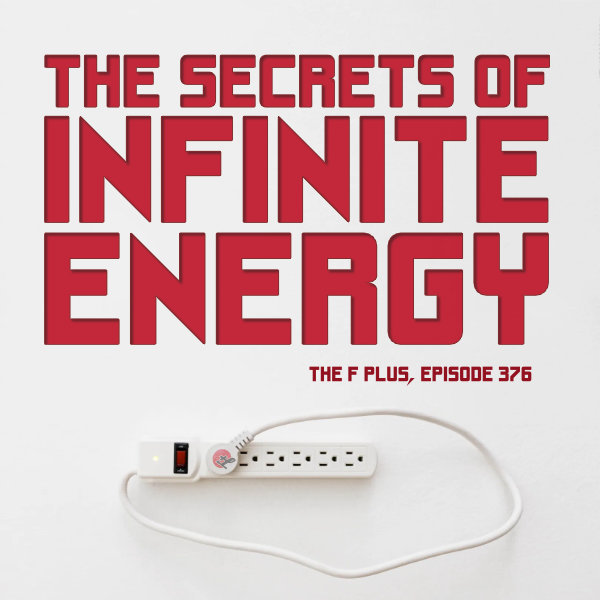 THE SECRETS OF
INFINITE
ENERGY
THE F PLUS, EPISODE 376